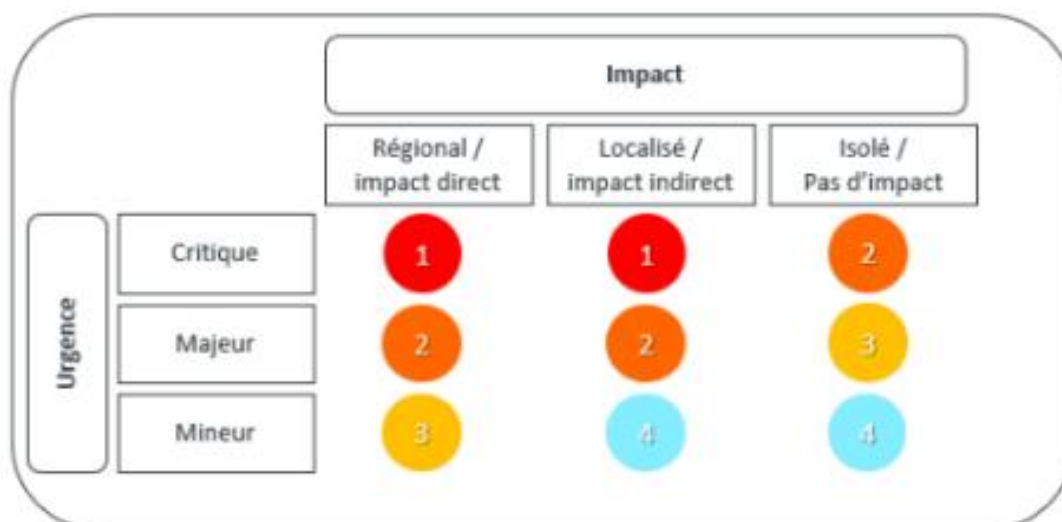 Impact
Régional /
impact direct
Localisé /
impact indirect
Isolé /
Pas d'impact
Urgence
Critique
1
1
2
Majeur
2
2
3
Mineur
3
4
4